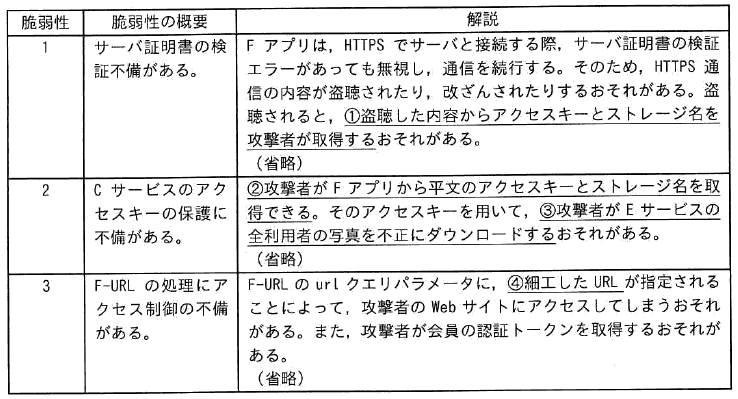 脆弱性
脆弱性の概要
解説
1
サーバ証明書の検
証不備がある。
F アプリは，HTTPS でサーバと接続する際，サーバ証明書の検証
エラーがあっても無視し，通信を続行する。そのため，HTTPS 通
信の内容が盗聴されたり，改ざんされたりするおそれがある。盗
聴されると，①盗聴した内容からアクセスキーとストレージ名を
攻撃者が取得するおそれがある。
（省略）
2
C サービスのアク
セスキーの保護に
不備がある。
②攻撃者が F アプリから平文のアクセスキーとストレージ名を取
得できる。そのアクセスキーを用いて，③攻撃者が E サービスの
全利用者の写真を不正にダウンロードするおそれがある。
（省略）
3
F-URL の処理にア
クセス制御の不備
がある。
F-URL の url クエリパラメータに，④細工した URL が指定される
ことによって，攻撃者の Web サイトにアクセスしてしまうおそれ
がある。また，攻撃者が会員の認証トークンを取得するおそれが
ある。
（省略）